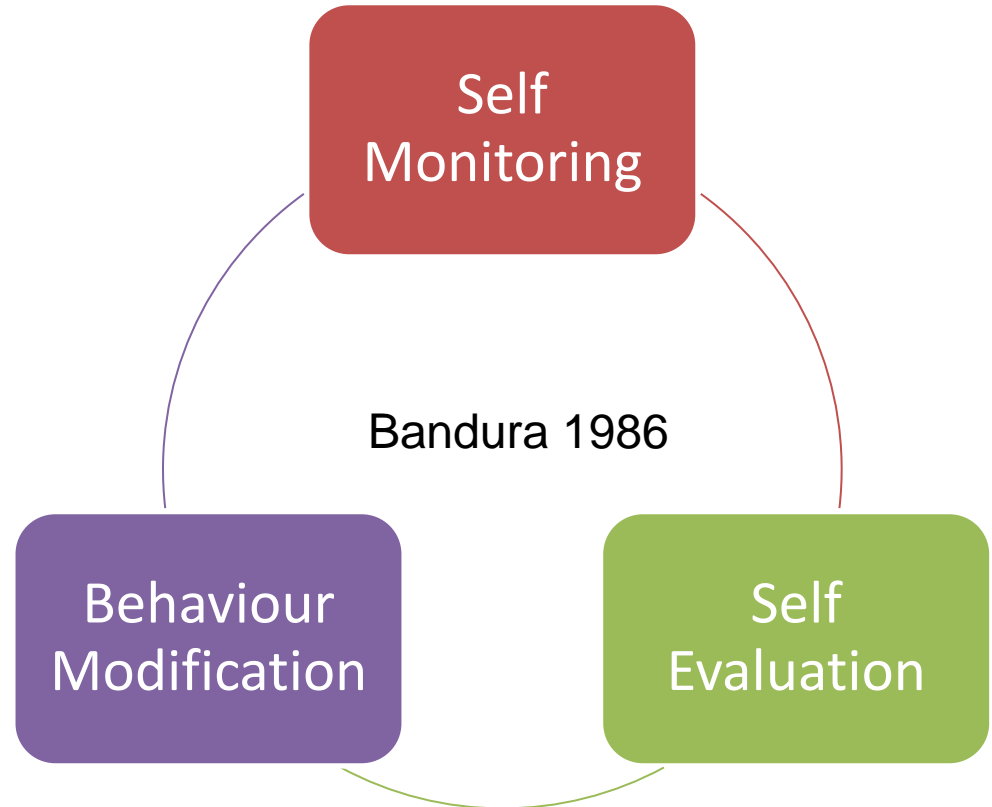 Self
Monitoring
Bandura 1986
Behaviour
Modification
Self
Evaluation